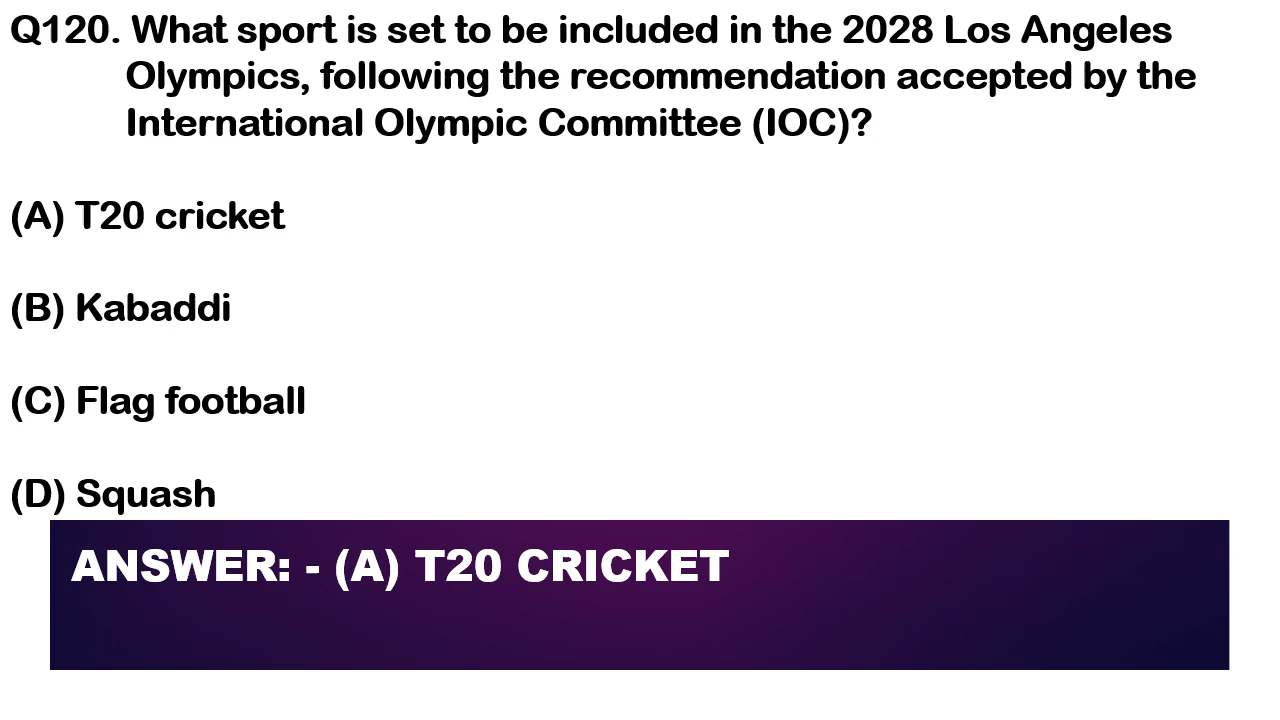 Q120. What sport is set to be included in the 2028 Los Angeles
Olympics, following the recommendation accepted by the
International Olympic Committee (IOC)?
(A) T20 cricket
(B) Kabaddi
(C) Flag football
(D) Squash
ANSWER: - (A) T20 CRICKET